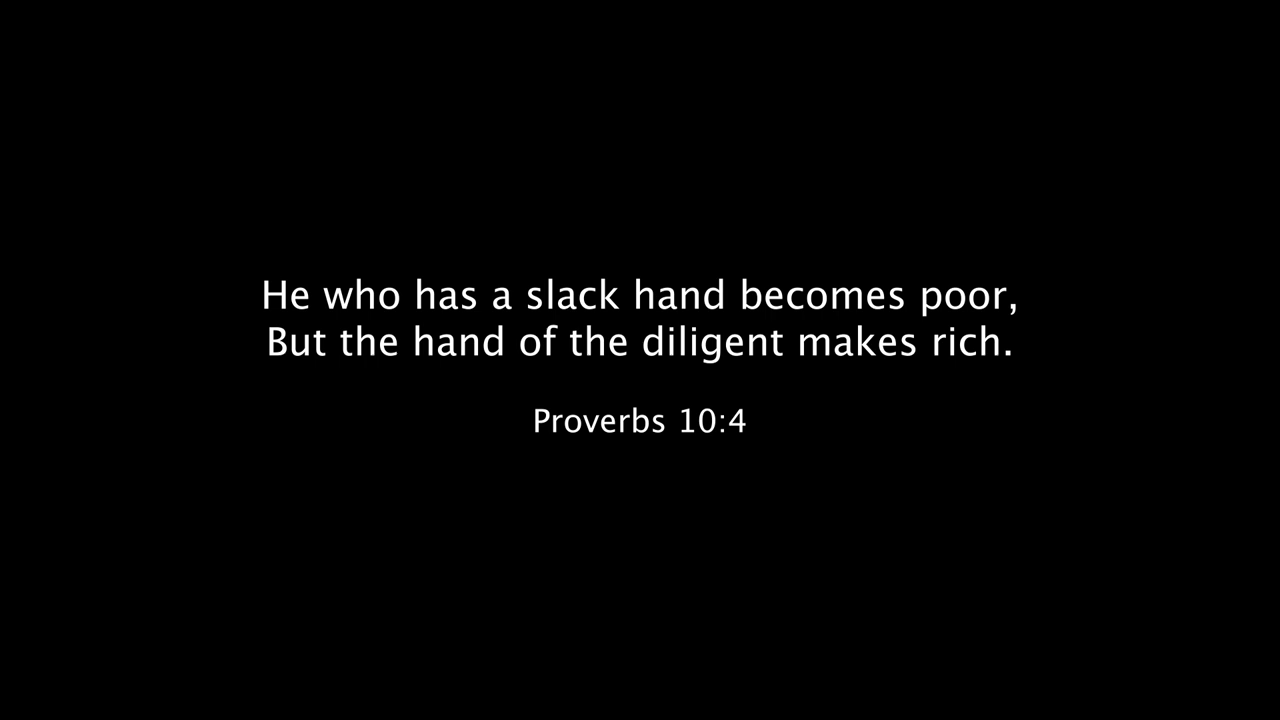 He who has a slack hand becomes poor,
But the hand of the diligent makes rich.
Proverbs 10:4